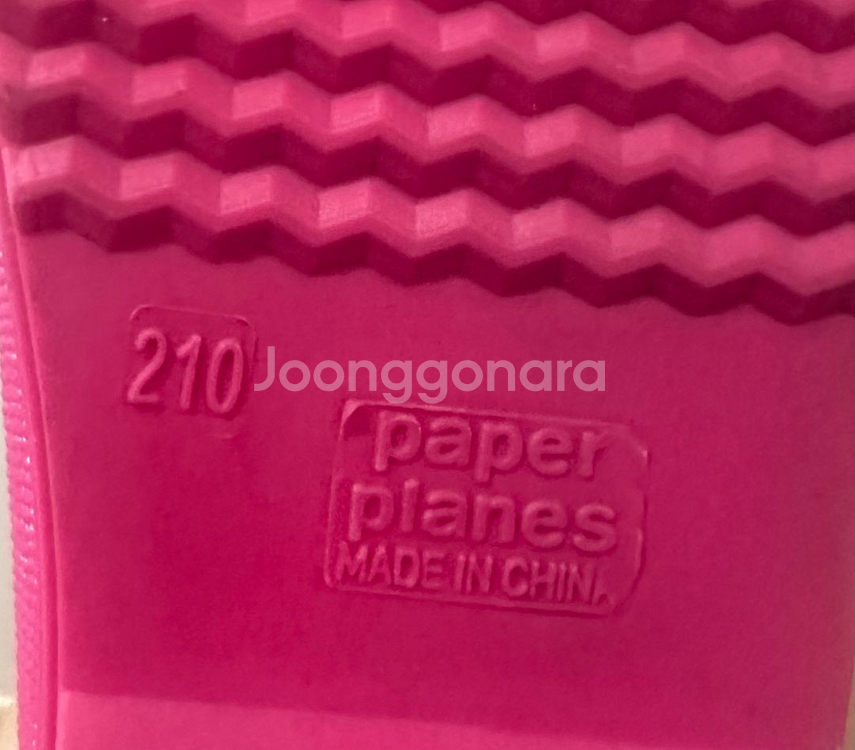 210
Joonggonara
paper
planes
MADE IN CHINA